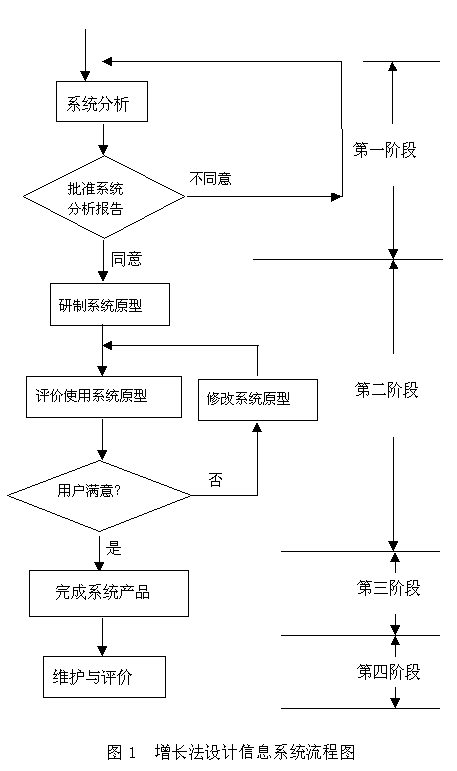 系统分析
第一阶段
批准系统
分析报告
不同意
同意
研制系统原型
评价使用系统原型
修改系统原型
第二阶段
用户满意?
否
是
完成系统产品
第三阶段
维护与评价
第四阶段
图 1 增长法设计信息系统流程图